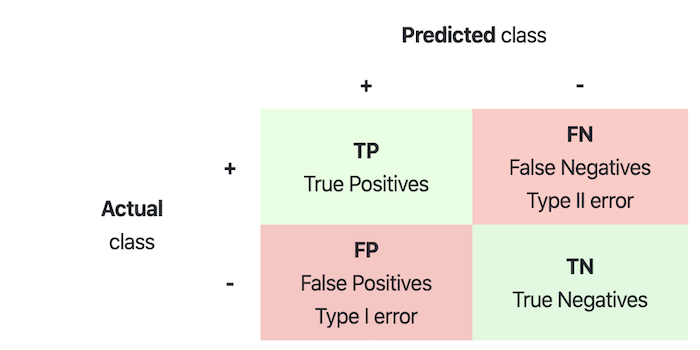 Predicted class
+ -
TP
True Positives
FN
False Negatives
Type II error
+
Actual
class
FP
False Positives
Type I error
-
TN
True Negatives